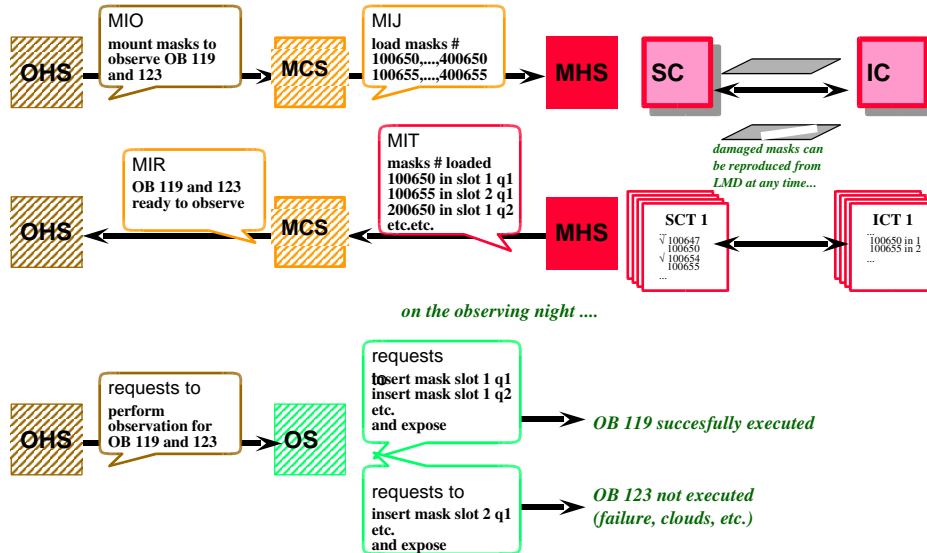 MIO
mount masks to
observe OB 119
and 123
MIJ
load masks #
100650,...,400650
100655,...,400655
OHS
MCS
MHS
SC
IC
damaged masks can
be reproduced from
LMD at any time...
MIR
OB 119 and 123
ready to observe
MIT
masks # loaded
100650 in slot 1 q1
100655 in slot 2 q1
200650 in slot 1 q2
etc.etc.
OHS
MCS
MHS
SCT 1
...
√ 100647
100650
√ 100654
100655
...
ICT 1
...
100650 in 1
100655 in 2
...
on the observing night ....
requests to
perform
observation for
OB 119 and 123
OHS
OS
requests
to
insert mask slot 1 q1
insert mask slot 1 q2
etc.
and expose
OB 119 succesfully executed
requests to
insert mask slot 2 q1
etc.
and expose
OB 123 not executed
(failure, clouds, etc.)